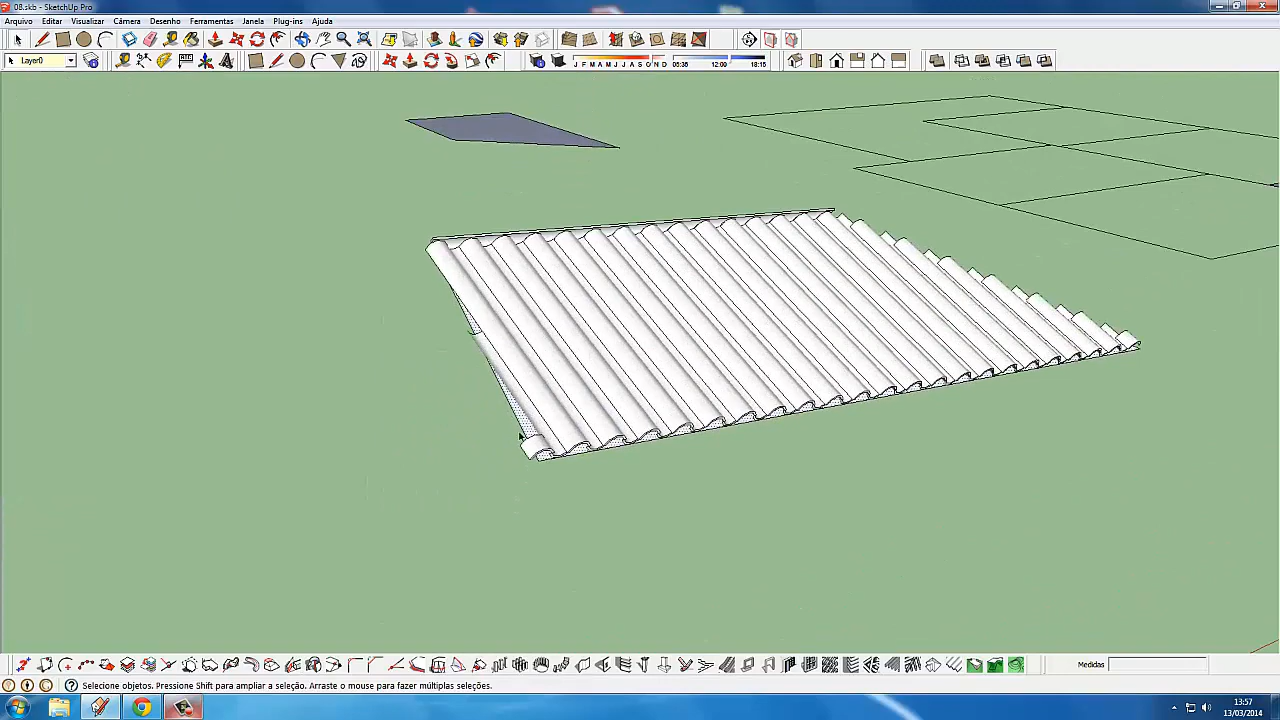 08.skb - SketchUp Pro
Arquivo Editar Visualizar Câmera Desenho Ferramentas Janela Plug-ins Ajuda
Layer0
J F M A M J J A S O N D 06:36 12:00 18:15
Medidas
Selecione objetos. Pressione Shift para ampliar a seleção. Arraste o mouse para fazer múltiplas seleções.
13:57
13/03/2014